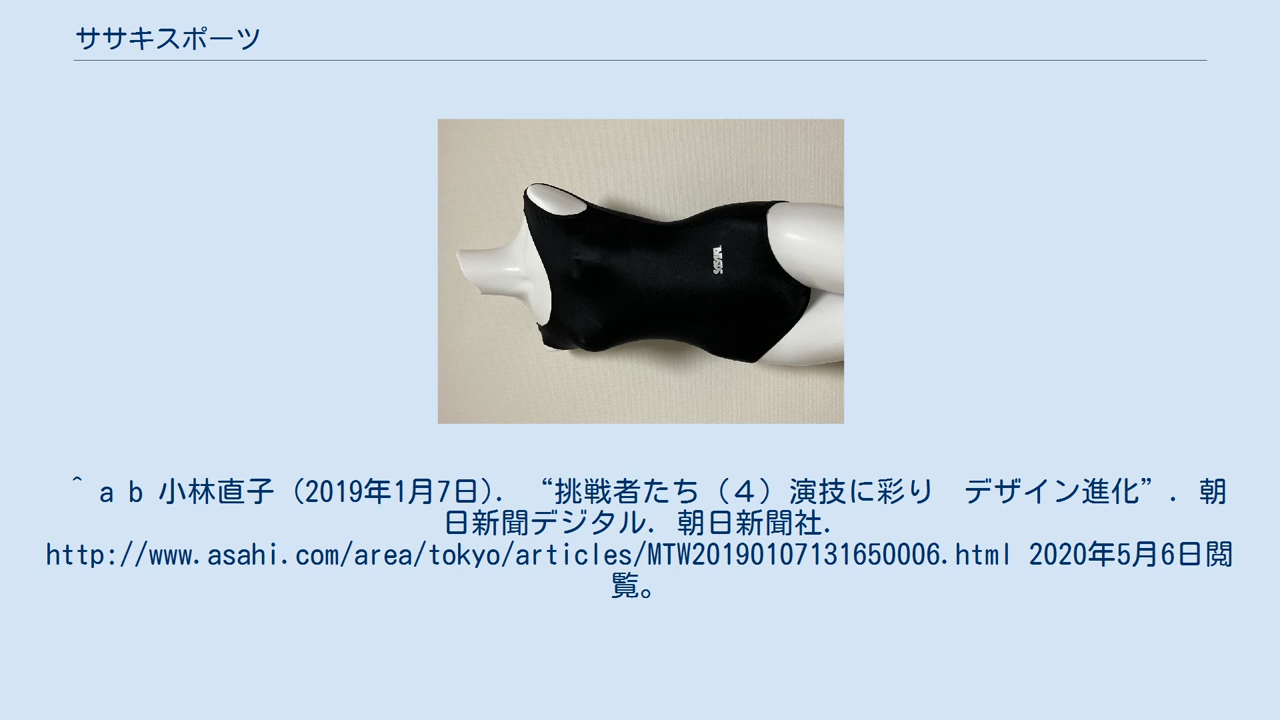 ササキスポーツ
^ a b 小林直子 (2019年1月7日). “挑戦者たち（４）演技に彩り　デザイン進化”. 朝
日新聞デジタル. 朝日新聞社.
http://www.asahi.com/area/tokyo/articles/MTW20190107131650006.html 2020年5月6日閲
覧。